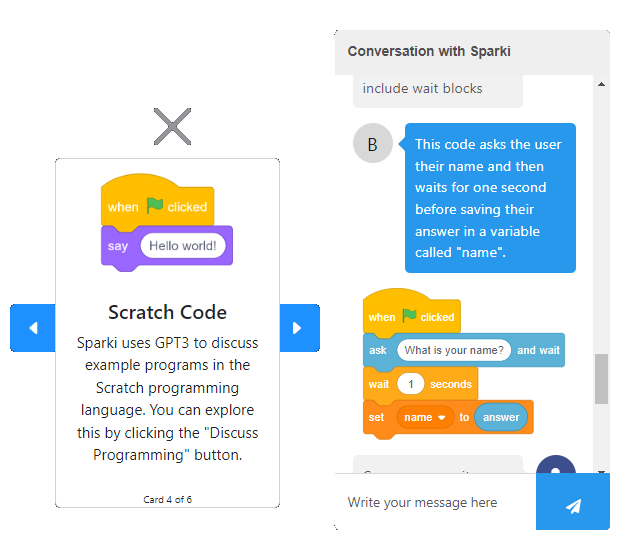 when clicked
say Hello world!
Scratch Code
Sparki uses GPT3 to discuss
example programs in the
Scratch programming
language. You can explore
this by clicking the "Discuss
Programming" button.
Card 4 of 6
Conversation with Sparki
include wait blocks
B
This code asks the user
their name and then
waits for one second
before saving their
answer in a variable
called "name".
when clicked
ask What is your name? and wait
wait 1 seconds
set name to answer
Write your message here